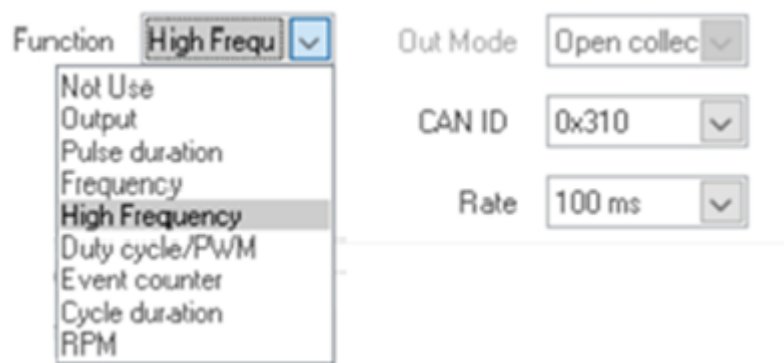 Function High Frequ Out Mode Open collec
Not Use
Output
Pulse duration
Frequency
High Frequency
Duty cycle/PWM
Event counter
Cycle duration
RPM
CAN ID 0x310
Rate 100 ms